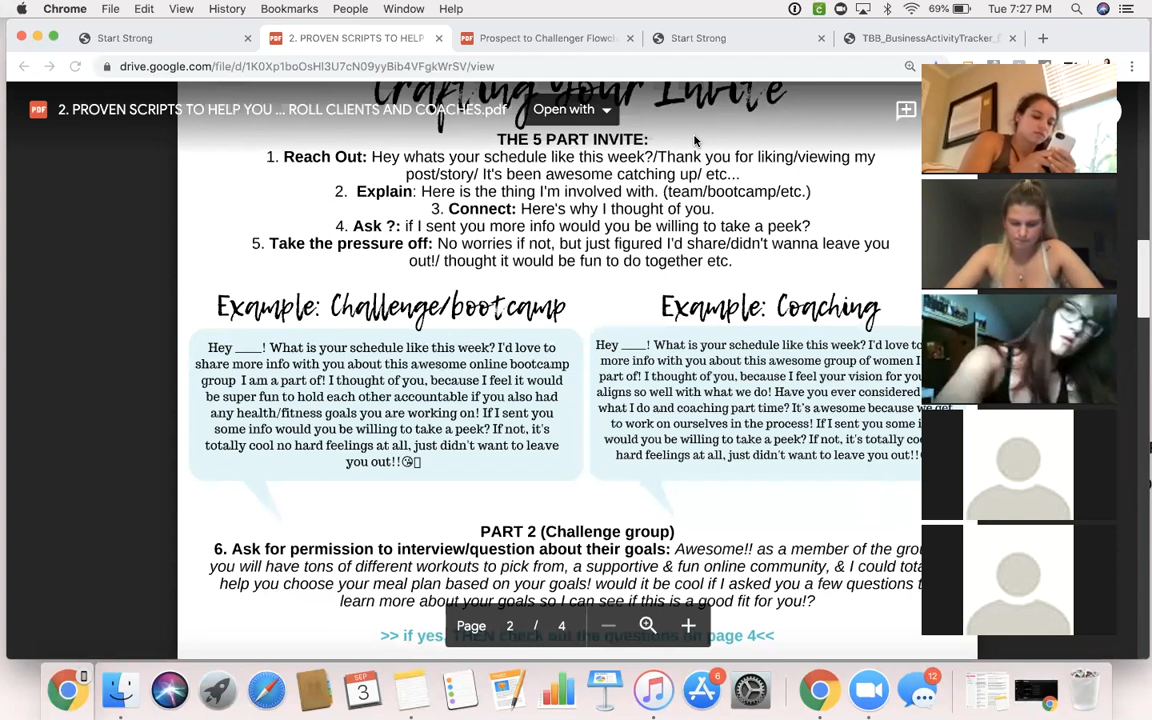 Chrome File Edit View History Bookmarks People Window Help 69% Tue 7:27 PM
Start Strong × 2. PROVEN SCRIPTS TO HELP × Prospect to Challenger Flowch × Start Strong × TBB_BusinessActivityTracker_ ×
drive.google.com/file/d/1K0Xp1boOsHI3U7cN09yyBib4VFgkWrSV/view
Crafting your Invite
2. PROVEN SCRIPTS TO HELP YOU ... ROLL CLIENTS AND COACHES.pdf Open with
THE 5 PART INVITE:
1. Reach Out: Hey whats your schedule like this week?/Thank you for liking/viewing my
post/story/ It's been awesome catching up/ etc...
2. Explain: Here is the thing I'm involved with. (team/bootcamp/etc.)
3. Connect: Here's why I thought of you.
4. Ask ?: if I sent you more info would you be willing to take a peek?
5. Take the pressure off: No worries if not, but just figured I'd share/didn't wanna leave you
out!/ thought it would be fun to do together etc.
Example: Challenge/bootcamp
Hey ____! What is your schedule like this week? I'd love to
share more info with you about this awesome online bootcamp
group I am a part of! I thought of you, because I feel it would
be super fun to hold each other accountable if you also had
any health/fitness goals you are working on! If I sent you
some info would you be willing to take a peek? If not, it's
totally cool no hard feelings at all, just didn't want to leave
you out!!
Example: Coaching
Hey ____! What is your schedule like this week? I'd love to
more info with you about this awesome group of women I
part of! I thought of you, because I feel your vision for you
aligns so well with what we do! Have you ever considered
what I do and coaching part time? It's awesome because we get
to work on ourselves in the process! If I sent you some i
would you be willing to take a peek? If not, it's totally coo
hard feelings at all, just didn't want to leave you out!!
PART 2 (Challenge group)
6. Ask for permission to interview/question about their goals: Awesome!! as a member of the grou
you will have tons of different workouts to pick from, a supportive & fun online community, & I could tota
help you choose your meal plan based on your goals! would it be cool if I asked you a few questions t
learn more about your goals so I can see if this is a good fit for you!?
Page 2 / 4
>> if yes, THEN check out the questions on page 4<<
SEP
3
6
12